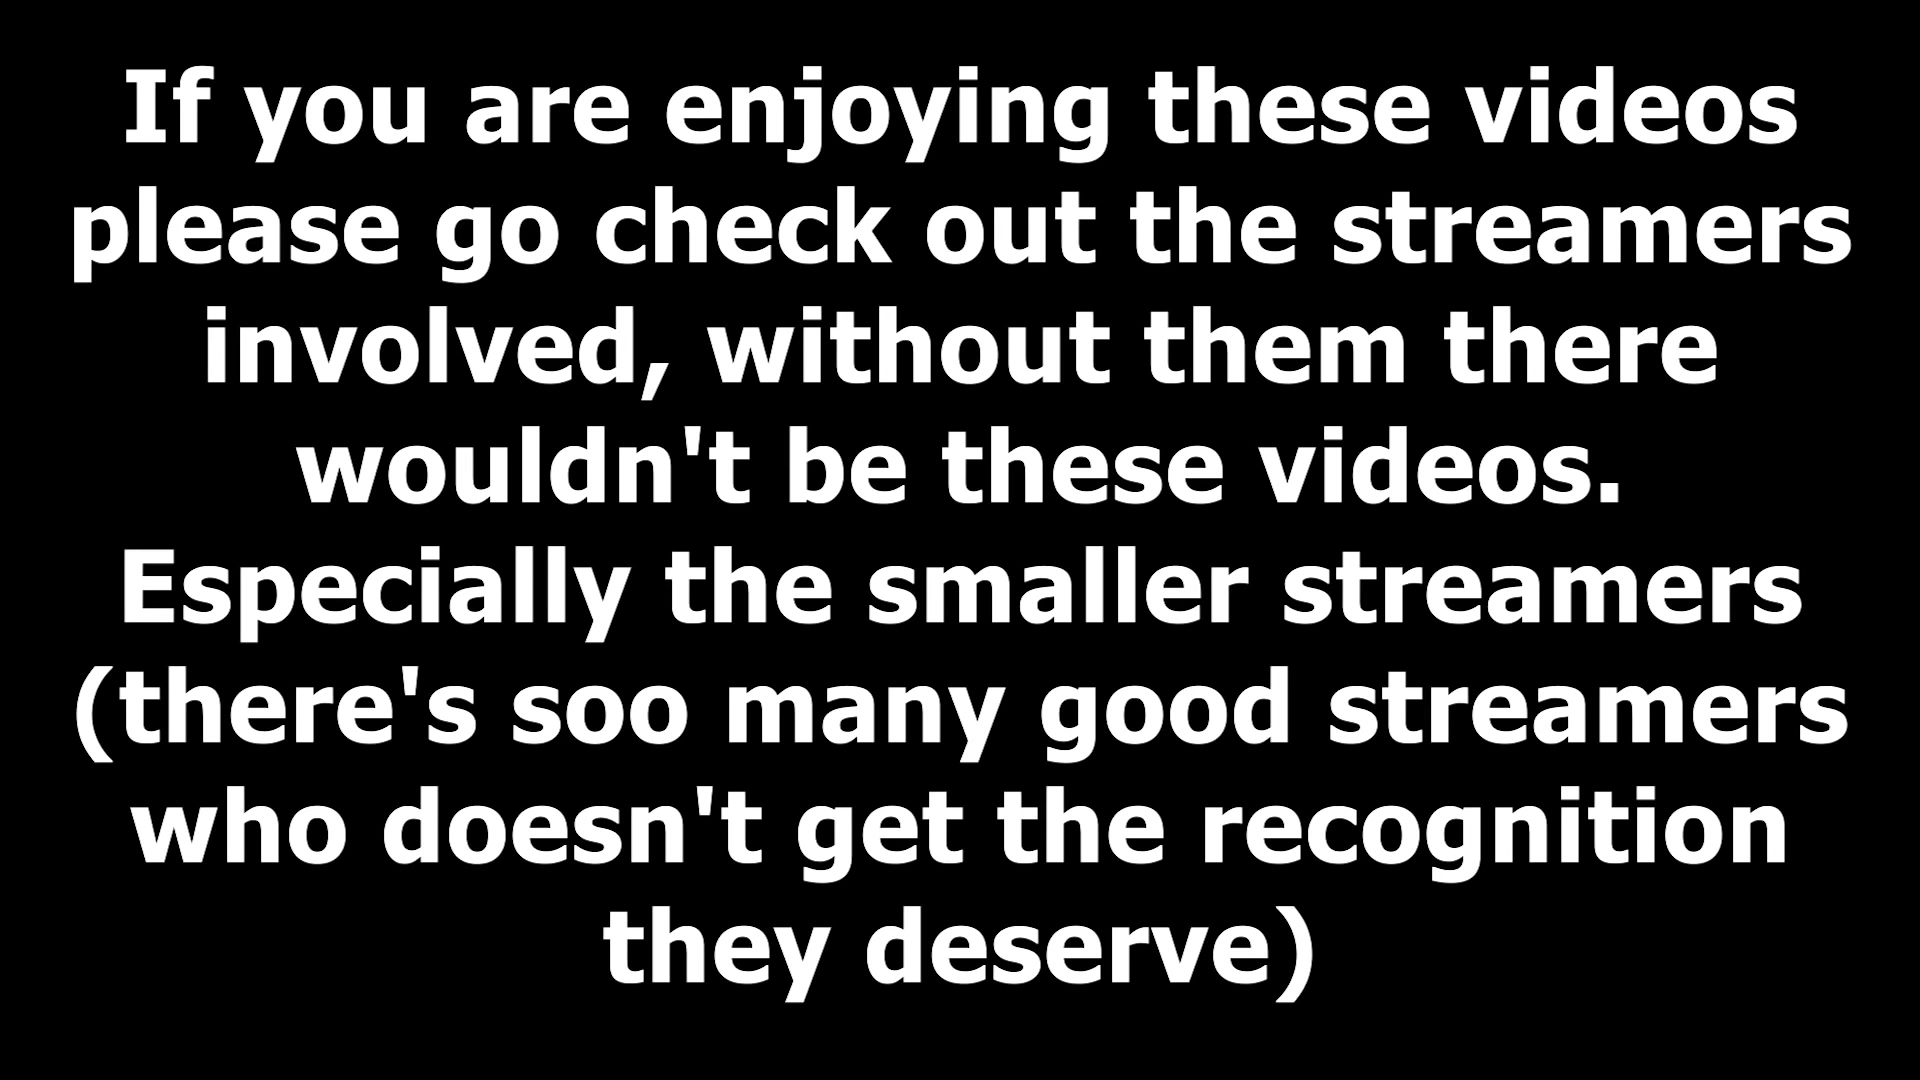 If you are enjoying these videos
please go check out the streamers
involved, without them there
wouldn't be these videos.
Especially the smaller streamers
(there's soo many good streamers
who doesn't get the recognition
they deserve)